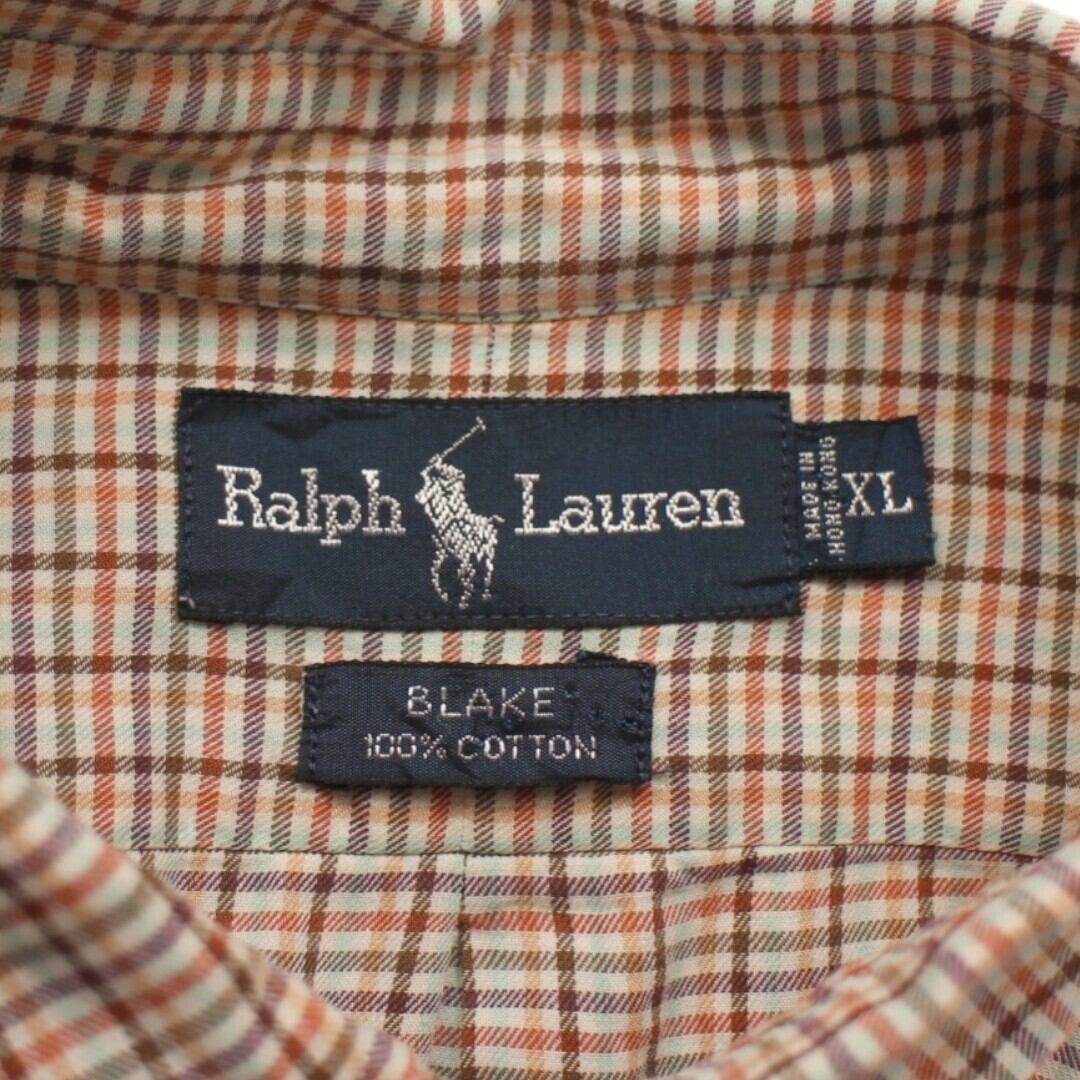 Ralph Lauren
MADE IN
HONG KONG
XL
BLAKE
100% COTTON